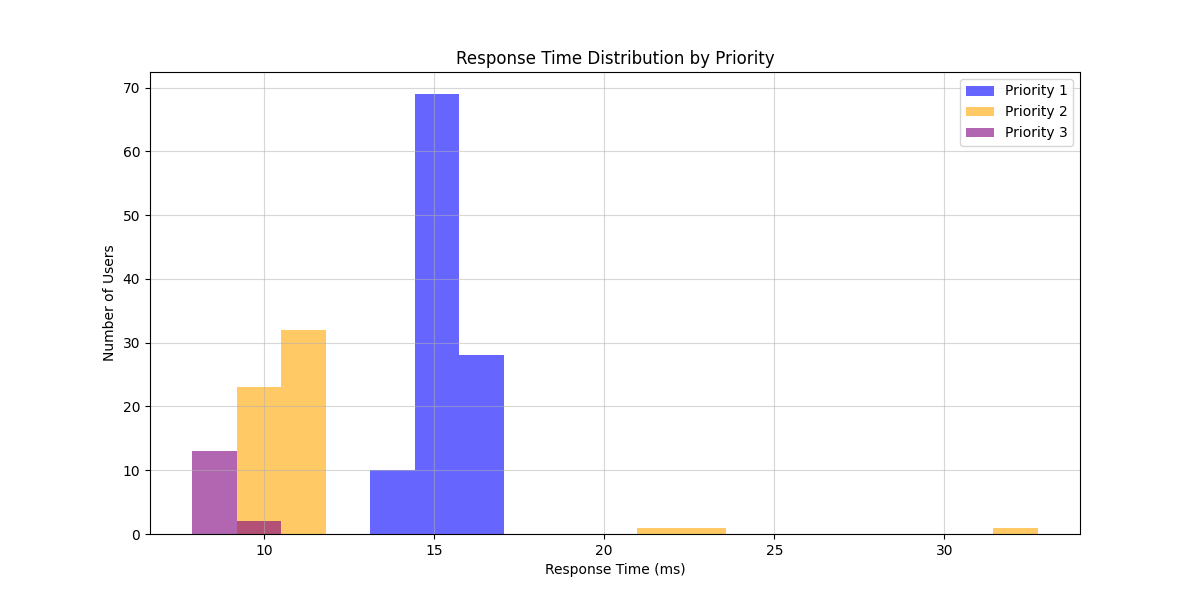 Response Time Distribution by Priority
70
60
50
40
30
20
10
0
Number of Users
Priority 1
Priority 2
Priority 3
10 15 20 25 30
Response Time (ms)